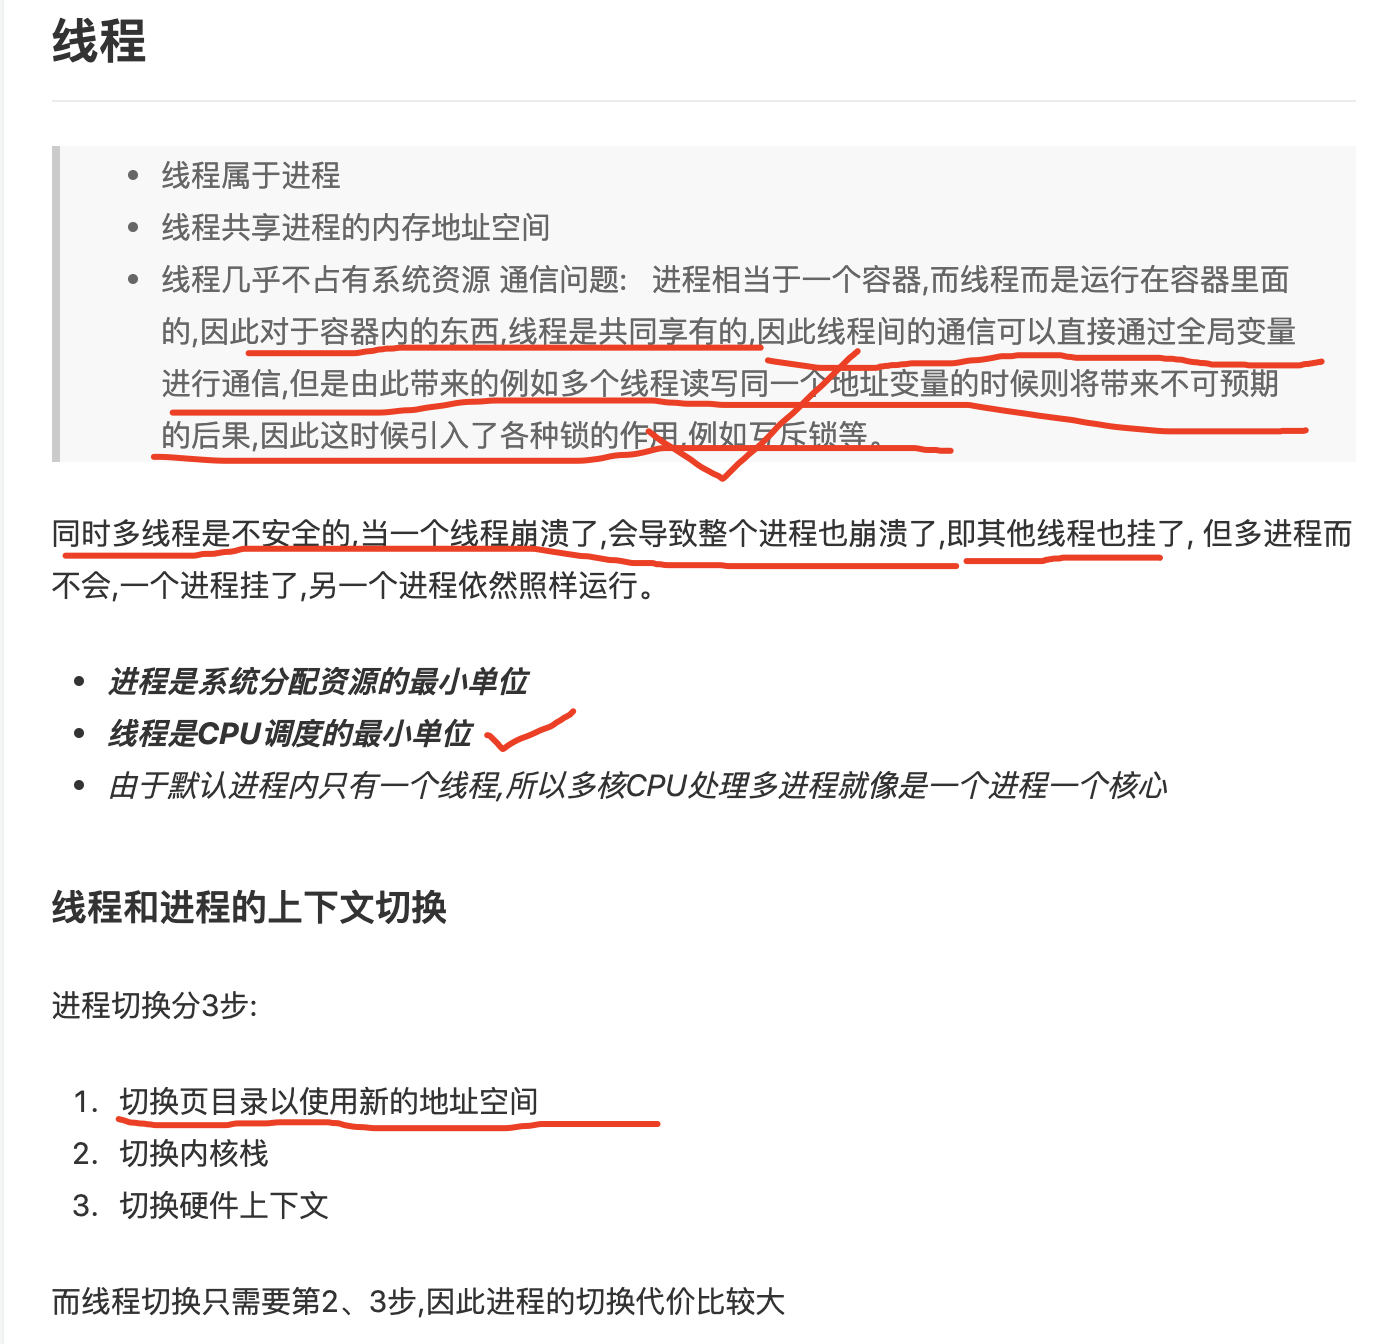 线程
线程属于进程
线程共享进程的内存地址空间
线程几乎不占有系统资源 通信问题: 进程相当于一个容器,而线程而是运行在容器里面
的,因此对于容器内的东西,线程是共同享有的,因此线程间的通信可以直接通过全局变量
进行通信,但是由此带来的例如多个线程读写同一个地址变量的时候则将带来不可预期
的后果,因此这时候引入了各种锁的作用,例如互斥锁等。
同时多线程是不安全的,当一个线程崩溃了,会导致整个进程也崩溃了,即其他线程也挂了, 但多进程而
不会,一个进程挂了,另一个进程依然照样运行。
进程是系统分配资源的最小单位
线程是CPU调度的最小单位
由于默认进程内只有一个线程,所以多核CPU处理多进程就像是一个进程一个核心
线程和进程的上下文切换
进程切换分3步:
1. 切换页目录以使用新的地址空间
2. 切换内核栈
3. 切换硬件上下文
而线程切换只需要第2、3步,因此进程的切换代价比较大